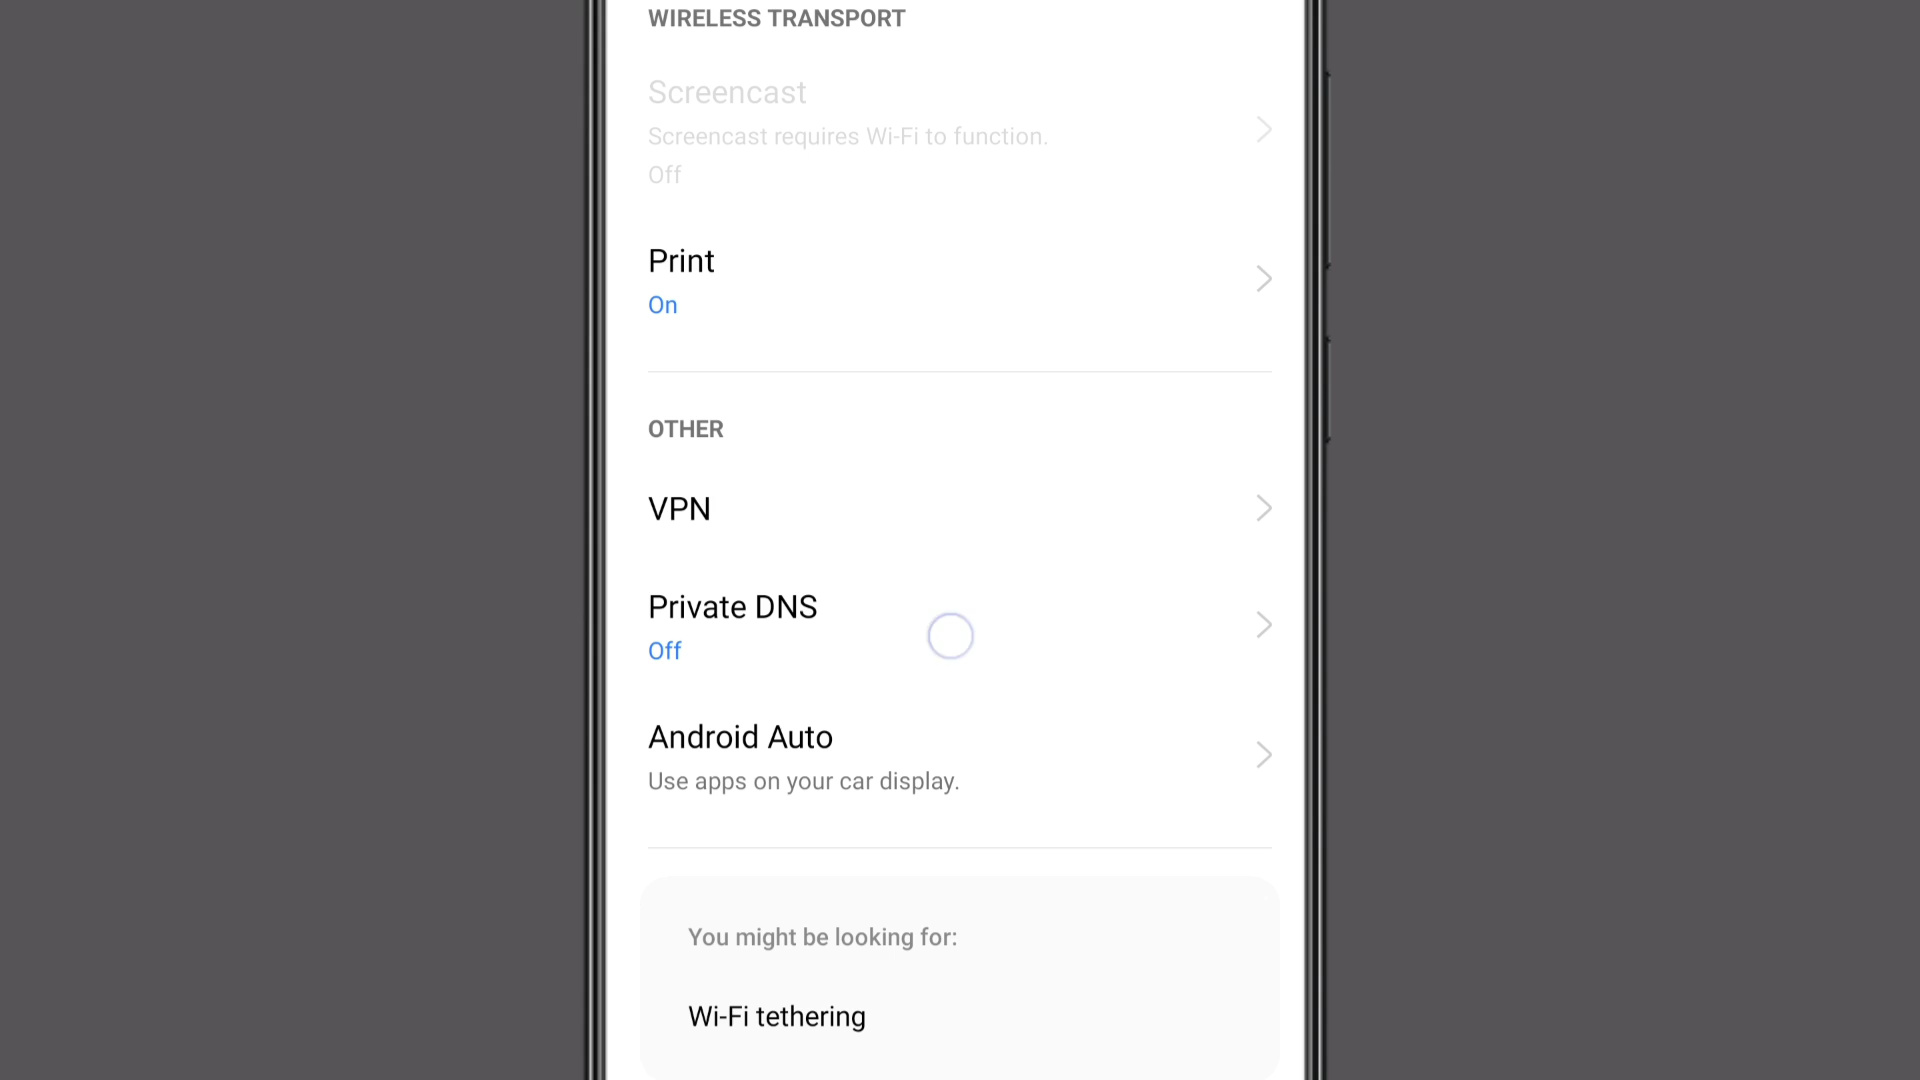 WIRELESS TRANSPORT
Screencast
Screencast requires Wi-Fi to function.
Off
Print
On
OTHER
VPN
Private DNS
Off
Android Auto
Use apps on your car display.
You might be looking for:
Wi-Fi tethering